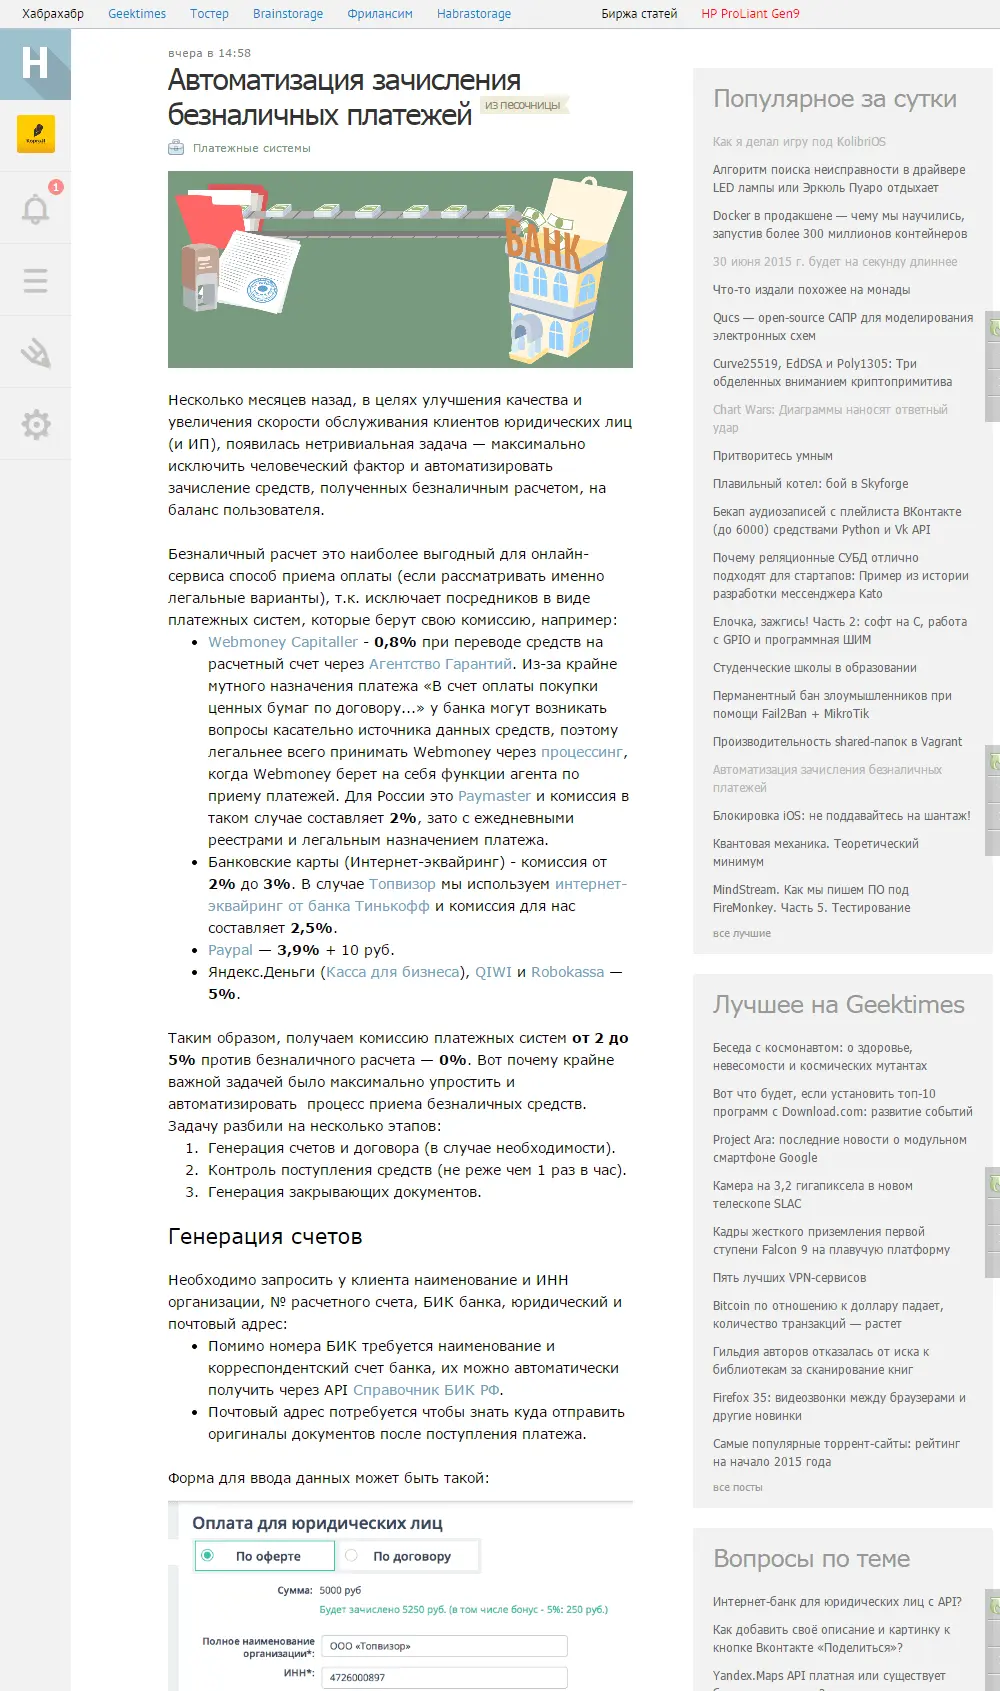 Хабрахабр Geektimes Тостер Brainstorage Фрилансим Habrastorage Биржа статей HP ProLiant Gen9
H
1
вчера в 14:58
Автоматизация зачисления
безналичных платежей из песочницы
Платежные системы
БАНК
Несколько месяцев назад, в целях улучшения качества и
увеличения скорости обслуживания клиентов юридических лиц
(и ИП), появилась нетривиальная задача — максимально
исключить человеческий фактор и автоматизировать
зачисление средств, полученных безналичным расчетом, на
баланс пользователя.
Безналичный расчет это наиболее выгодный для онлайн-
сервиса способ приема оплаты (если рассматривать именно
легальные варианты), т.к. исключает посредников в виде
платежных систем, которые берут свою комиссию, например:
• Webmoney Capitaller - 0,8% при переводе средств на
расчетный счет через Агентство Гарантий. Из-за крайне
мутного назначения платежа «В счет оплаты покупки
ценных бумаг по договору...» у банка могут возникать
вопросы касательно источника данных средств, поэтому
легальнее всего принимать Webmoney через процессинг,
когда Webmoney берет на себя функции агента по
приему платежей. Для России это Paymaster и комиссия в
таком случае составляет 2%, зато с ежедневными
реестрами и легальным назначением платежа.
• Банковские карты (Интернет-эквайринг) - комиссия от
2% до 3%. В случае Топвизор мы используем интернет-
эквайринг от банка Тинькофф и комиссия для нас
составляет 2,5%.
• Paypal — 3,9% + 10 руб.
• Яндекс.Деньги (Касса для бизнеса), QIWI и Robokassa —
5%.
Таким образом, получаем комиссию платежных систем от 2 до
5% против безналичного расчета — 0%. Вот почему крайне
важной задачей было максимально упростить и
автоматизировать процесс приема безналичных средств.
Задачу разбили на несколько этапов:
1. Генерация счетов и договора (в случае необходимости).
2. Контроль поступления средств (не реже чем 1 раз в час).
3. Генерация закрывающих документов.
Генерация счетов
Необходимо запросить у клиента наименование и ИНН
организации, № расчетного счета, БИК банка, юридический и
почтовый адрес:
• Помимо номера БИК требуется наименование и
корреспондентский счет банка, их можно автоматически
получить через API Справочник БИК РФ.
• Почтовый адрес потребуется чтобы знать куда отправить
оригиналы документов после поступления платежа.
Форма для ввода данных может быть такой:
Оплата для юридических лиц
По оферте По договору
Сумма: 5000 руб
Будет зачислено 5250 руб. (в том числе бонус - 5%: 250 руб.)
Полное наименование
организации*: ООО «Топвизор»
ИНН*: 4726000897
Популярное за сутки
Как я делал игру под KolibriOS
Алгоритм поиска неисправности в драйвере
LED лампы или Эркюль Пуаро отдыхает
Docker в продакшене — чему мы научились,
запустив более 300 миллионов контейнеров
30 июня 2015 г. будет на секунду длиннее
Что-то издали похожее на монады
Qucs — open-source САПР для моделирования
электронных схем
Curve25519, EdDSA и Poly1305: Три
обделенных вниманием криптопримитива
Chart Wars: Диаграммы наносят ответный
удар
Притворитесь умным
Плавильный котел: бой в Skyforge
Бекап аудиозаписей с плейлиста ВКонтакте
(до 6000) средствами Python и Vk API
Почему реляционные СУБД отлично
подходят для стартапов: Пример из истории
разработки мессенджера Kato
Елочка, зажгись! Часть 2: софт на С, работа
с GPIO и программная ШИМ
Студенческие школы в образовании
Перманентный бан злоумышленников при
помощи Fail2Ban + MikroTik
Производительность shared-папок в Vagrant
Автоматизация зачисления безналичных
платежей
Блокировка iOS: не поддавайтесь на шантаж!
Квантовая механика. Теоретический
минимум
MindStream. Как мы пишем ПО под
FireMonkey. Часть 5. Тестирование
все лучшие
Лучшее на Geektimes
Беседа с космонавтом: о здоровье,
невесомости и космических мутантах
Вот что будет, если установить топ-10
программ с Download.com: развитие событий
Project Ara: последние новости о модульном
смартфоне Google
Камера на 3,2 гигапиксела в новом
телескопе SLAC
Кадры жесткого приземления первой
ступени Falcon 9 на плавучую платформу
Пять лучших VPN-сервисов
Bitcoin по отношению к доллару падает,
количество транзакций — растет
Гильдия авторов отказалась от иска к
библиотекам за сканирование книг
Firefox 35: видеозвонки между браузерами и
другие новинки
Самые популярные торрент-сайты: рейтинг
на начало 2015 года
все посты
Вопросы по теме
Интернет-банк для юридических лиц с API?
Как добавить своё описание и картинку к
кнопке Вконтакте «Поделиться»?
Yandex.Maps API платная или существует